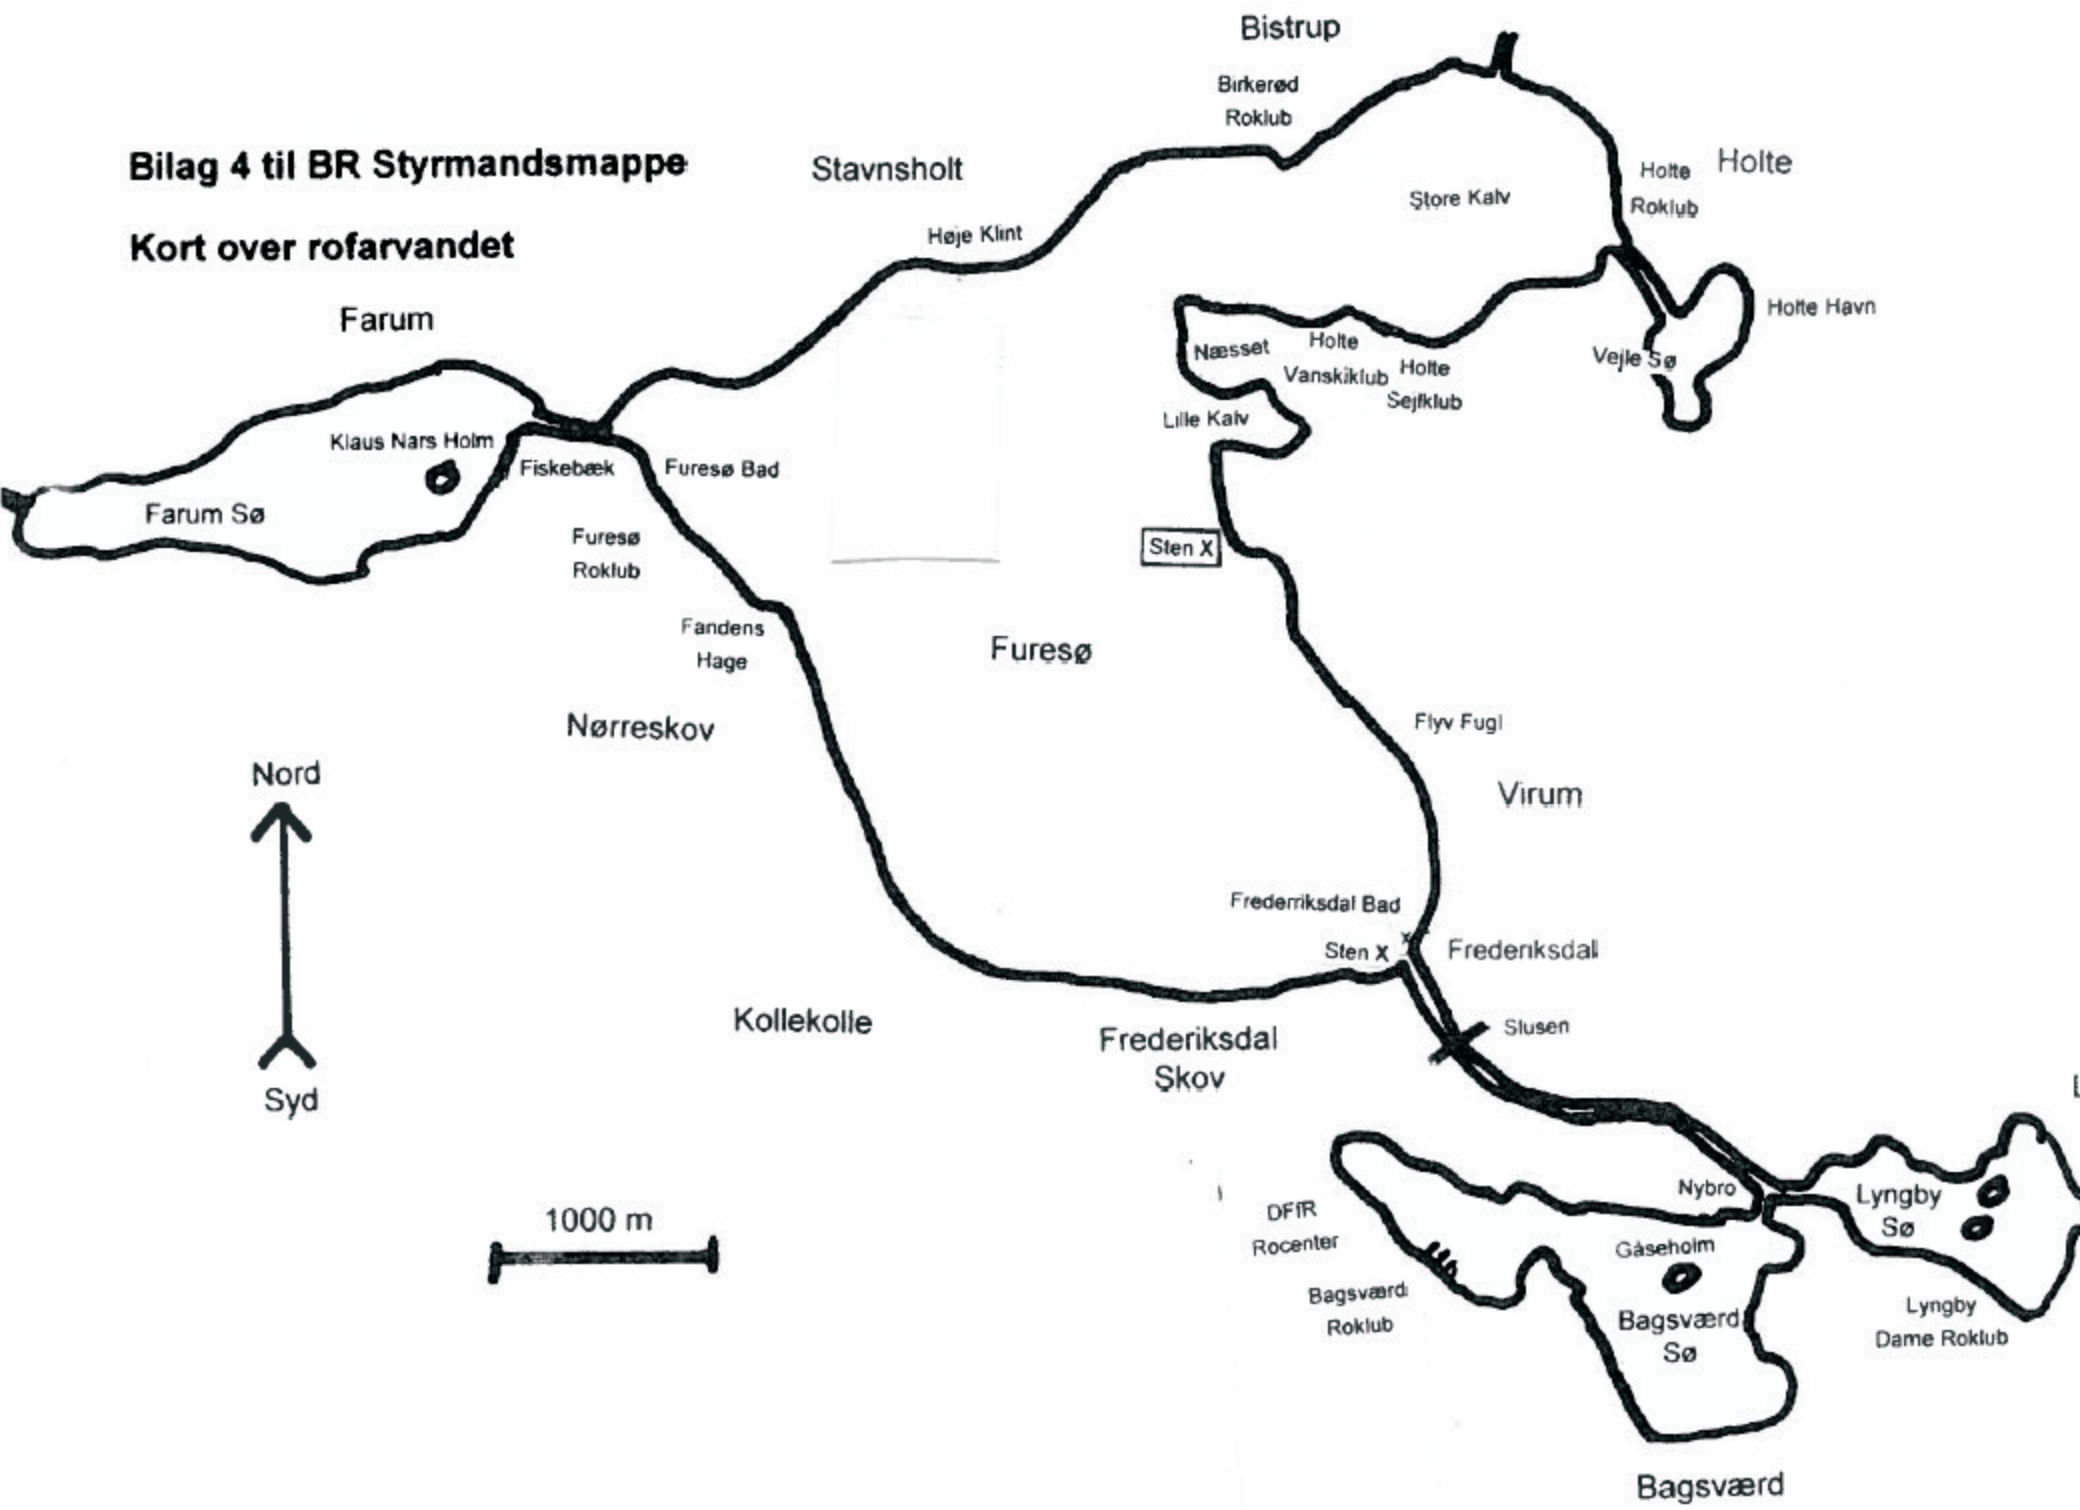 Bistrup
Birkerød
Roklub
Bilag 4 til BR Styrmandsmappe
Kort over rofarvandet
Stavnsholt
Høje Klint
Store Kalv
Holte
Roklub
Holte
Farum
Næsset
Holte
Vanskiklub
Holte
Sejlklub
Vejle Sø
Holte Havn
Lille Kalv
Klaus Nars Holm
Fiskebæk
Furesø Bad
Farum Sø
Furesø
Roklub
Sten X
Fandens
Hage
Furesø
Nørreskov
Flyv Fugl
Virum
Nord
Syd
Frederriksdal Bad
Sten X
x
Frederiksdal
Kollekolle
Frederiksdal
Skov
Slusen
Nybro
Lyngby
Sø
1000 m
DFfR
Rocenter
Gåseholm
Bagsværd
Roklub
Bagsværd
Sø
Lyngby
Dame Roklub
Bagsværd